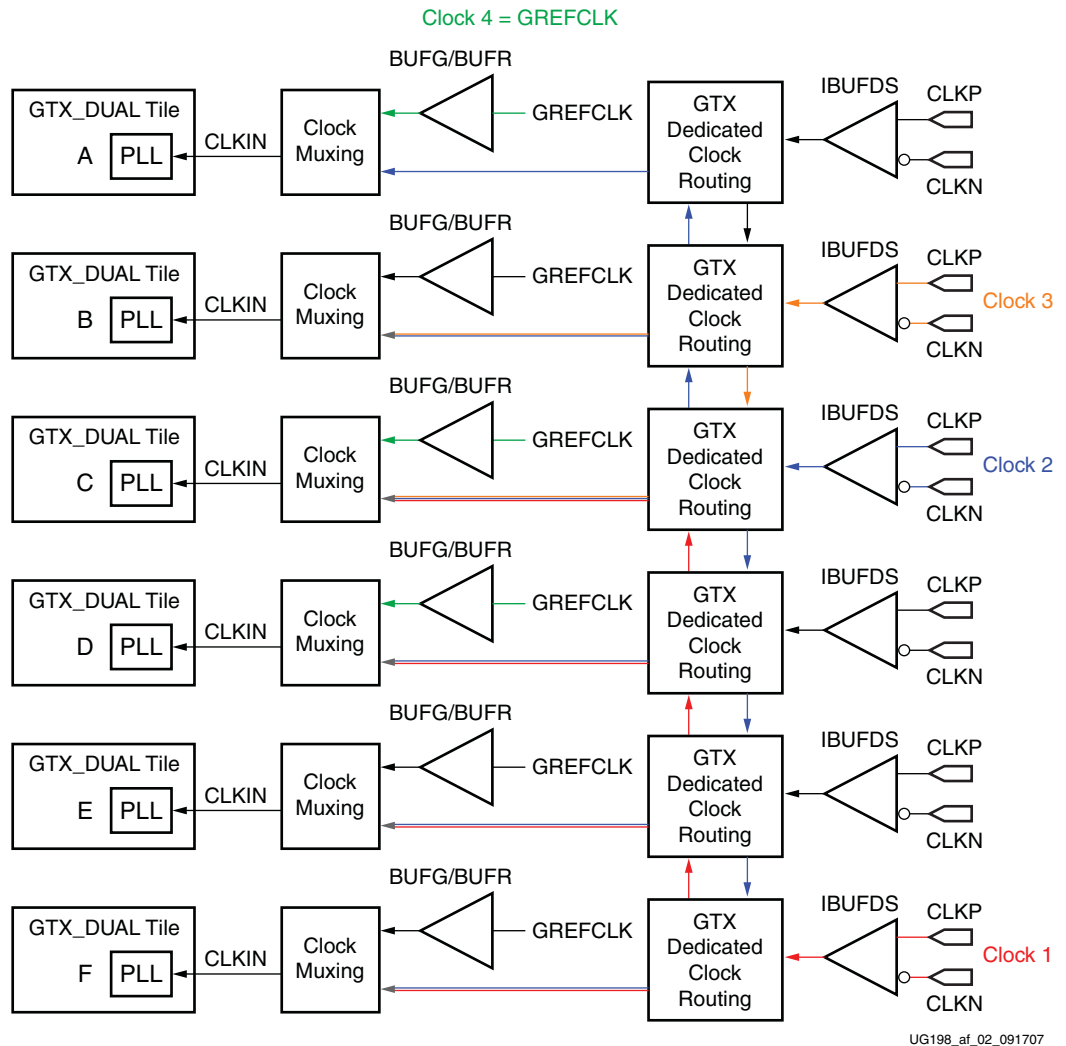 Clock 4 = GREFCLK
BUFG/BUFR
IBUFDS
CLKP
GTX_DUAL Tile
A
PLL
CLKIN
Clock
Muxing
GREFCLK
GTX
Dedicated
Clock
Routing
CLKN
BUFG/BUFR
IBUFDS
CLKP
GTX_DUAL Tile
B
PLL
CLKIN
Clock
Muxing
GREFCLK
GTX
Dedicated
Clock
Routing
Clock 3
CLKN
BUFG/BUFR
IBUFDS
CLKP
GTX_DUAL Tile
C
PLL
CLKIN
Clock
Muxing
GREFCLK
GTX
Dedicated
Clock
Routing
Clock 2
CLKN
BUFG/BUFR
IBUFDS
CLKP
GTX_DUAL Tile
D
PLL
CLKIN
Clock
Muxing
GREFCLK
GTX
Dedicated
Clock
Routing
CLKN
BUFG/BUFR
IBUFDS
CLKP
GTX_DUAL Tile
E
PLL
CLKIN
Clock
Muxing
GREFCLK
GTX
Dedicated
Clock
Routing
CLKN
BUFG/BUFR
IBUFDS
CLKP
GTX_DUAL Tile
F
PLL
CLKIN
Clock
Muxing
GREFCLK
GTX
Dedicated
Clock
Routing
Clock 1
CLKN
UG198_af_02_091707